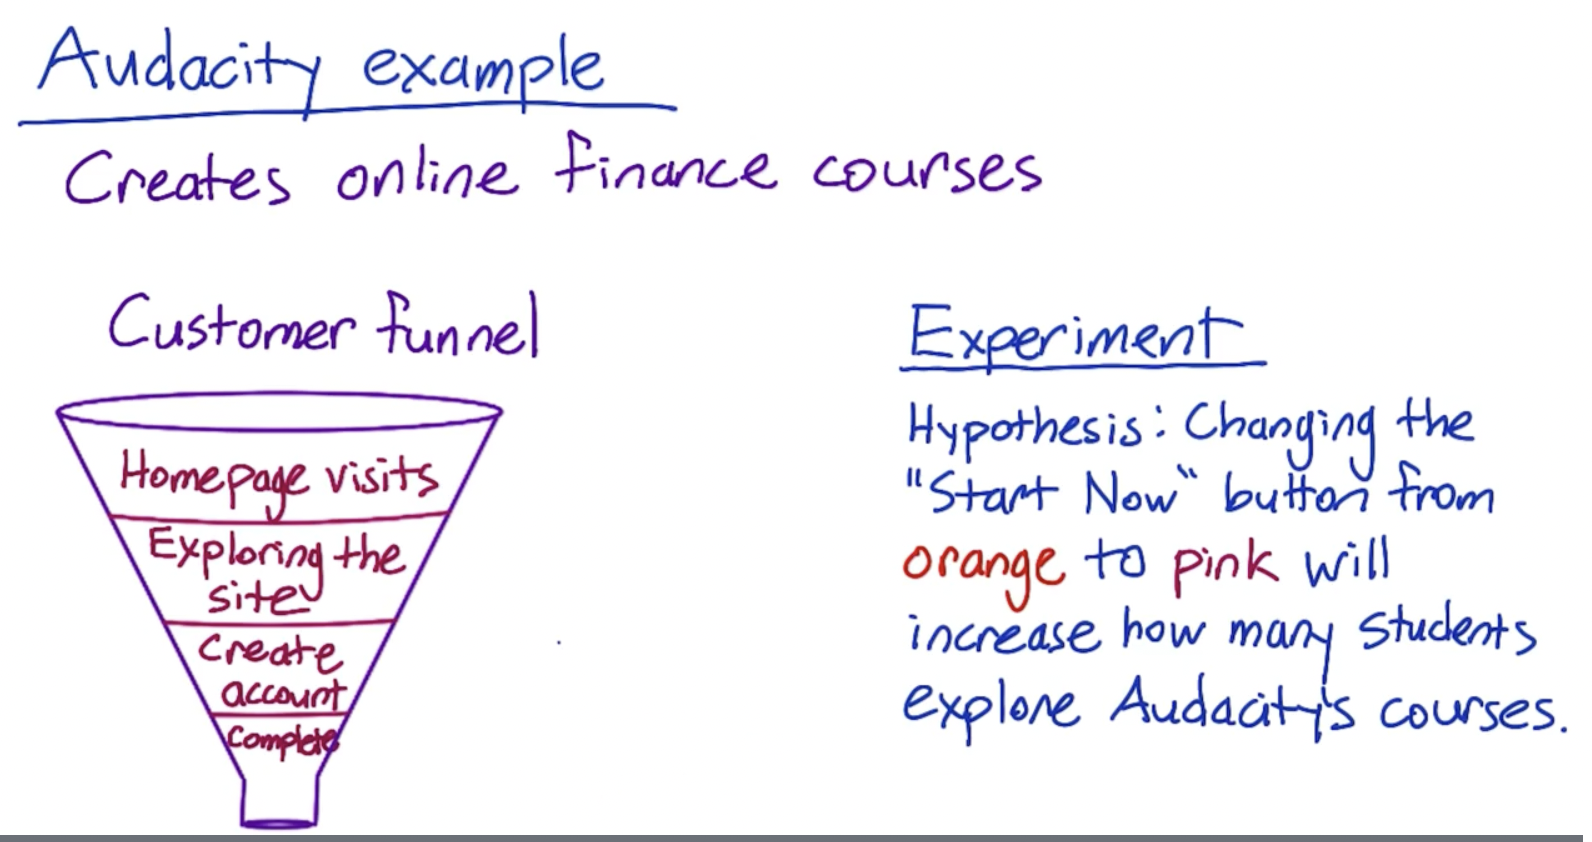 Audacity example
Creates online finance courses
Customer funnel
Homepage visits
Exploring the
site
Create
account
Complete
Experiment
Hypothesis: Changing the
"Start Now" button from
orange to pink will
increase how many students
explore Audacity's courses.